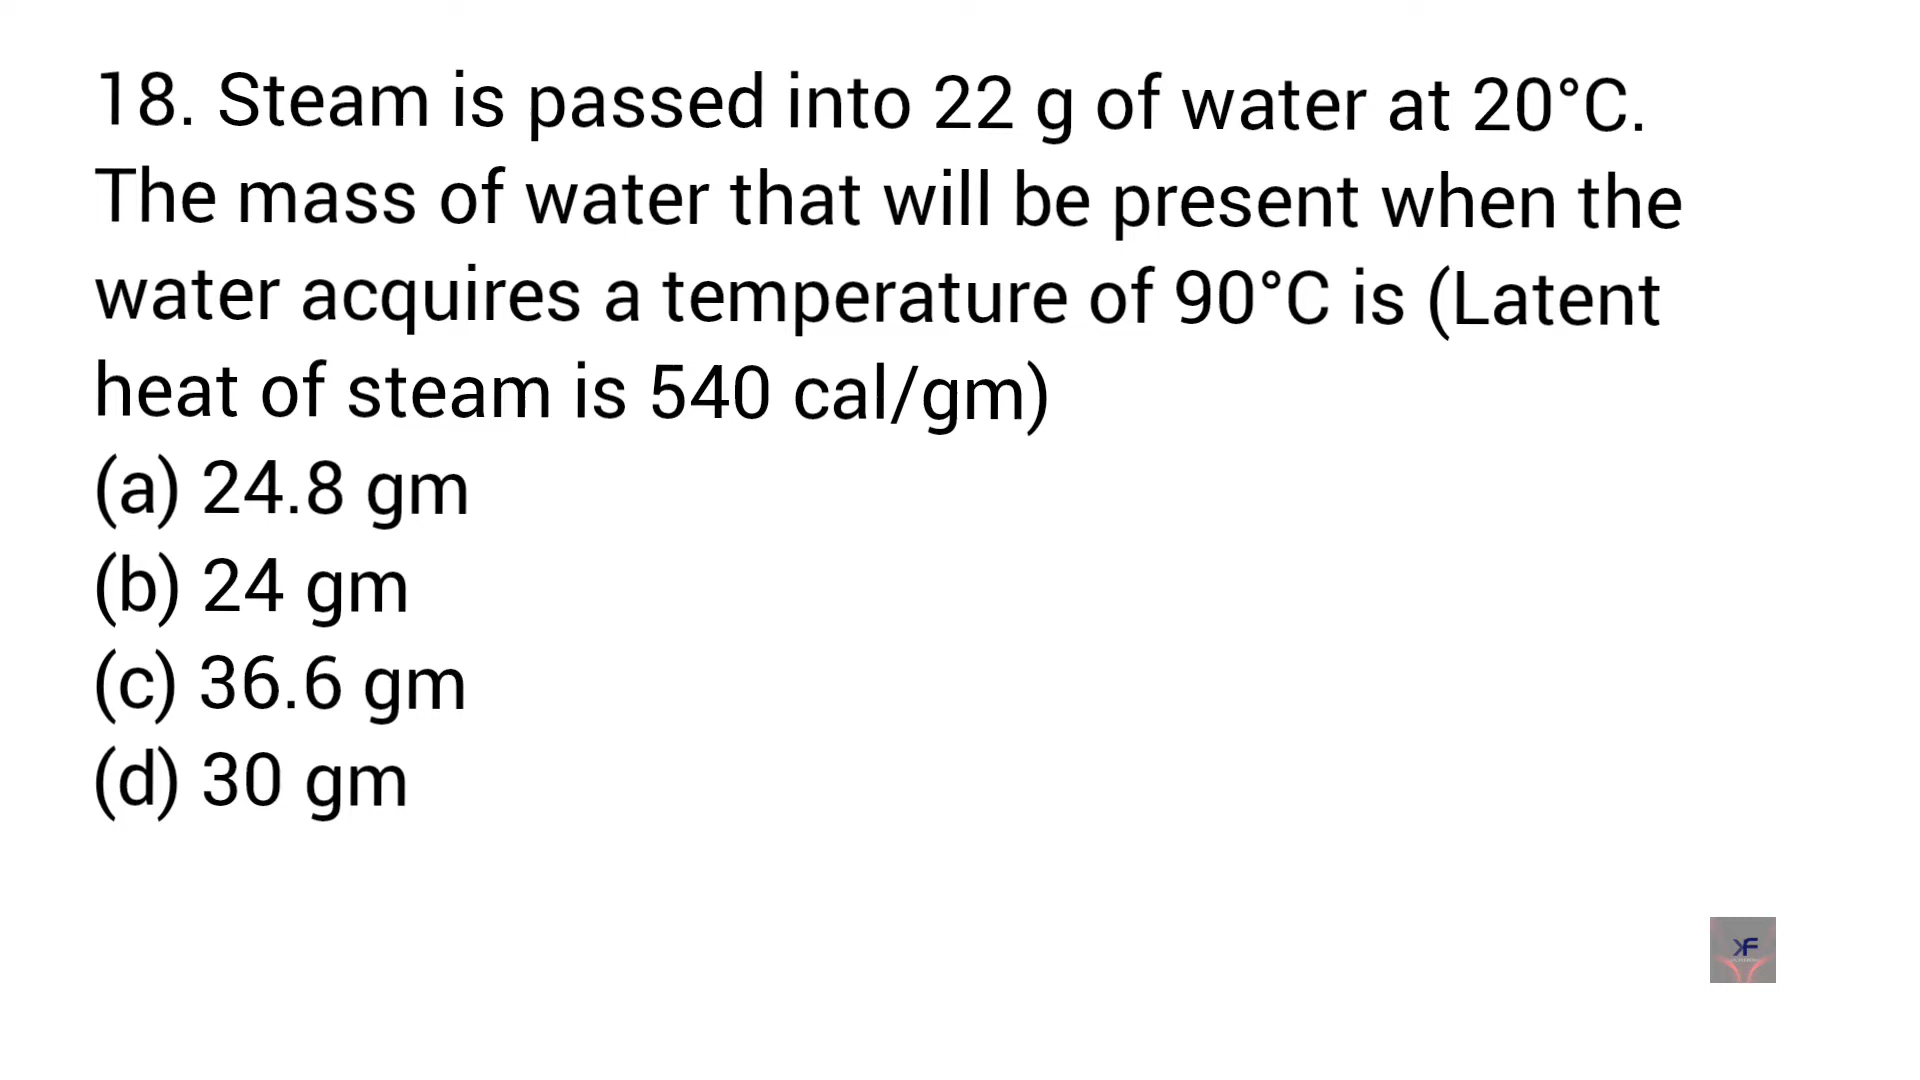 18. Steam is passed into 22 g of water at 20°C.
The mass of water that will be present when the
water acquires a temperature of 90°C is (Latent
heat of steam is 540 cal/gm)
(a) 24.8 gm
(b) 24 gm
(c) 36.6 gm
(d) 30 gm